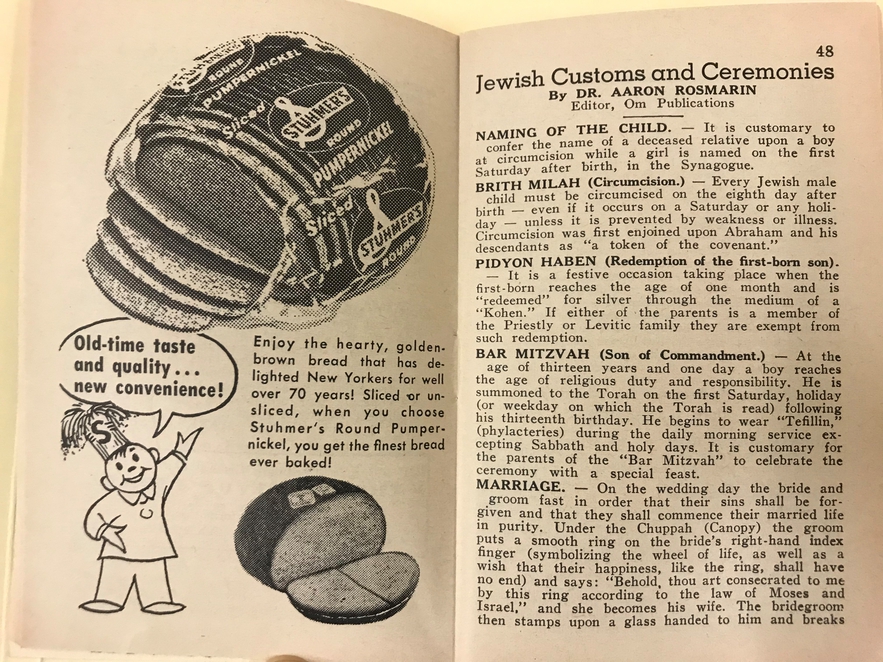 STUHMER'S
ROUND
PUMPERNICKEL
Sliced
STUHMER'S
ROUND
PUMPERNICKEL
Sliced
STUHMER'S
ROUND
Old-time taste
and quality...
new convenience!
S
Enjoy the hearty, golden-
brown bread that has de-
lighted New Yorkers for well
over 70 years! Sliced or un-
sliced, when you choose
Stuhmer's Round Pumper-
nickel, you get the finest bread
ever baked!
48
Jewish Customs and Ceremonies
By DR. AARON ROSMARIN
Editor, Om Publications
NAMING OF THE CHILD. — It is customary to
confer the name of a deceased relative upon a boy
at circumcision while a girl is named on the first
Saturday after birth, in the Synagogue.
BRITH MILAH (Circumcision.) — Every Jewish male
child must be circumcised on the eighth day after
birth — even if it occurs on a Saturday or any holi-
day — unless it is prevented by weakness or illness.
Circumcision was first enjoined upon Abraham and his
descendants as "a token of the covenant."
PIDYON HABEN (Redemption of the first-born son).
— It is a festive occasion taking place when the
first-born reaches the age of one month and is
"redeemed" for silver through the medium of a
"Kohen." If either of the parents is a member of
the Priestly or Levitic family they are exempt from
such redemption.
BAR MITZVAH (Son of Commandment.) — At the
age of thirteen years and one day a boy reaches
the age of religious duty and responsibility. He is
summoned to the Torah on the first Saturday, holiday
(or weekday on which the Torah is read) following
his thirteenth birthday. He begins to wear "Tefillin,"
(phylacteries) during the daily morning service ex-
cepting Sabbath and holy days. It is customary for
the parents of the "Bar Mitzvah" to celebrate the
ceremony with a special feast.
MARRIAGE. — On the wedding day the bride and
groom fast in order that their sins shall be for-
given and that they shall commence their married life
in purity. Under the Chuppah (Canopy) the groom
puts a smooth ring on the bride's right-hand index
finger (symbolizing the wheel of life, as well as a
wish that their happiness, like the ring, shall have
no end) and says: "Behold, thou art consecrated to me
by this ring according to the law of Moses and
Israel," and she becomes his wife. The bridegroom
then stamps upon a glass handed to him and breaks